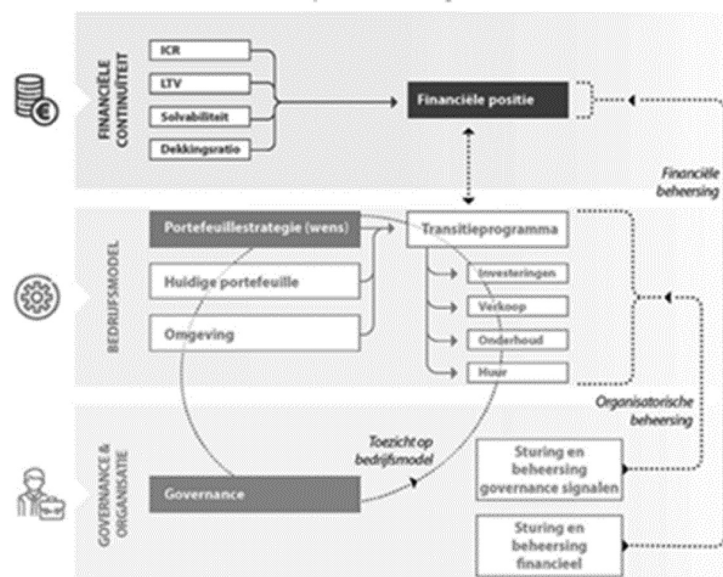 FINANCIËLE
CONTINUÏTEIT
ICR
LTV
Solvabiliteit
Dekkingsratio
Financiële positie
Financiële
beheersing
BEDRIJFSMODEL
Portefeuillestrategie (wens)
Huidige portefeuille
Omgeving
Transitieprogramma
Investeringen
Verkoop
Onderhoud
Huur
Organisatorische
beheersing
GOVERNANCE &
ORGANISATIE
Governance
Toezicht op
bedrijfsmodel
Sturing en
beheersing
governance signalen
Sturing en
beheersing
financieel